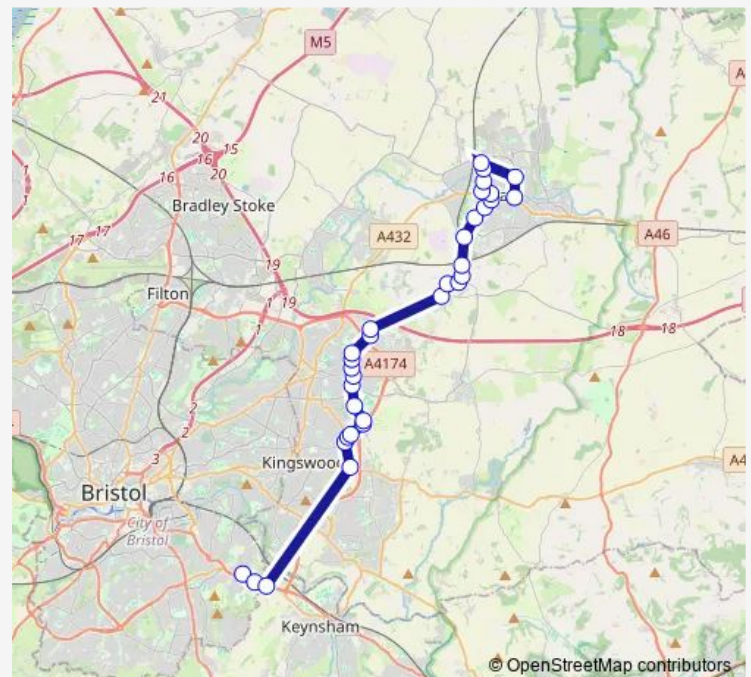 M5
21
20
15
16
20
16
Bradley Stoke
A432
A46
17
17
19
Filton
1
19
18
18
A4174
2
2
3
Kingswood
A4
Bristol
City of
Bristol
Keynsham
© OpenStreetMap contributors